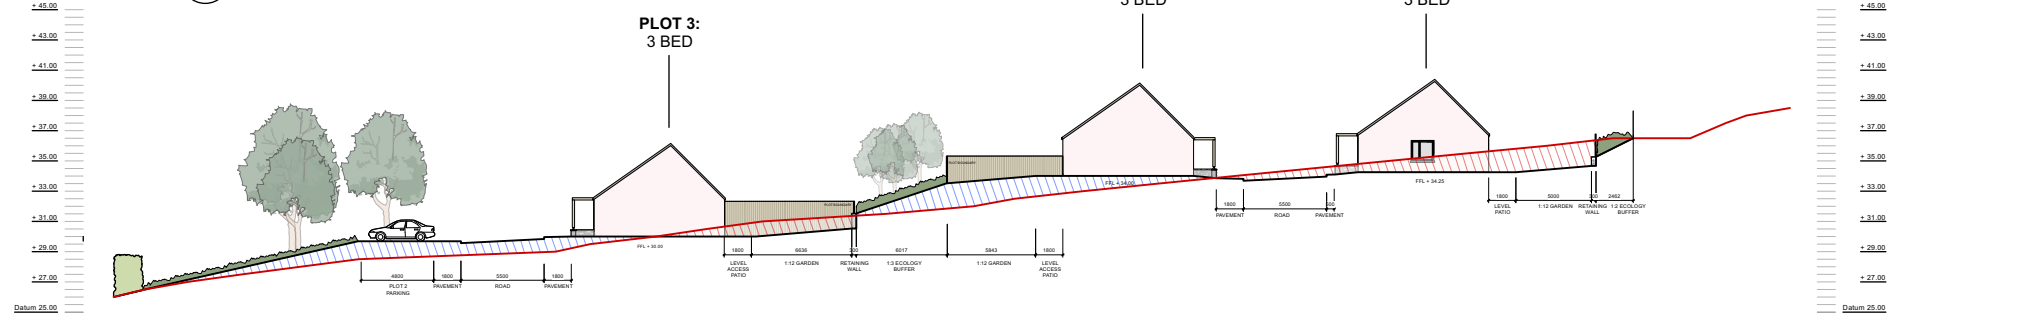 3 BED
3 BED
+ 45.00
+ 45.00
PLOT 3:
3 BED
+ 43.00
+ 43.00
+ 41.00
+ 41.00
+ 39.00
+ 39.00
+ 37.00
+ 37.00
+ 35.00
+ 35.00
+ 33.00
+ 33.00
+ 31.00
+ 31.00
+ 29.00
+ 29.00
+ 27.00
+ 27.00
Datum 25.00
Datum 25.00
FFL + 30.00
FFL + 34.00
FFL + 34.25
4800
1800
5500
1800
PLOT 2
PARKING
PAVEMENT
ROAD
PAVEMENT
1800
6636
300
6017
5843
1800
LEVEL
ACCESS
PATIO
1:12 GARDEN
RETAINING
WALL
1:3 ECOLOGY
BUFFER
1:12 GARDEN
LEVEL
ACCESS
PATIO
1800
5500
PAVEMENT
ROAD
PAVEMENT
1800
5000
2462
LEVEL
PATIO
1:12 GARDEN
RETAINING
WALL
1:2 ECOLOGY
BUFFER